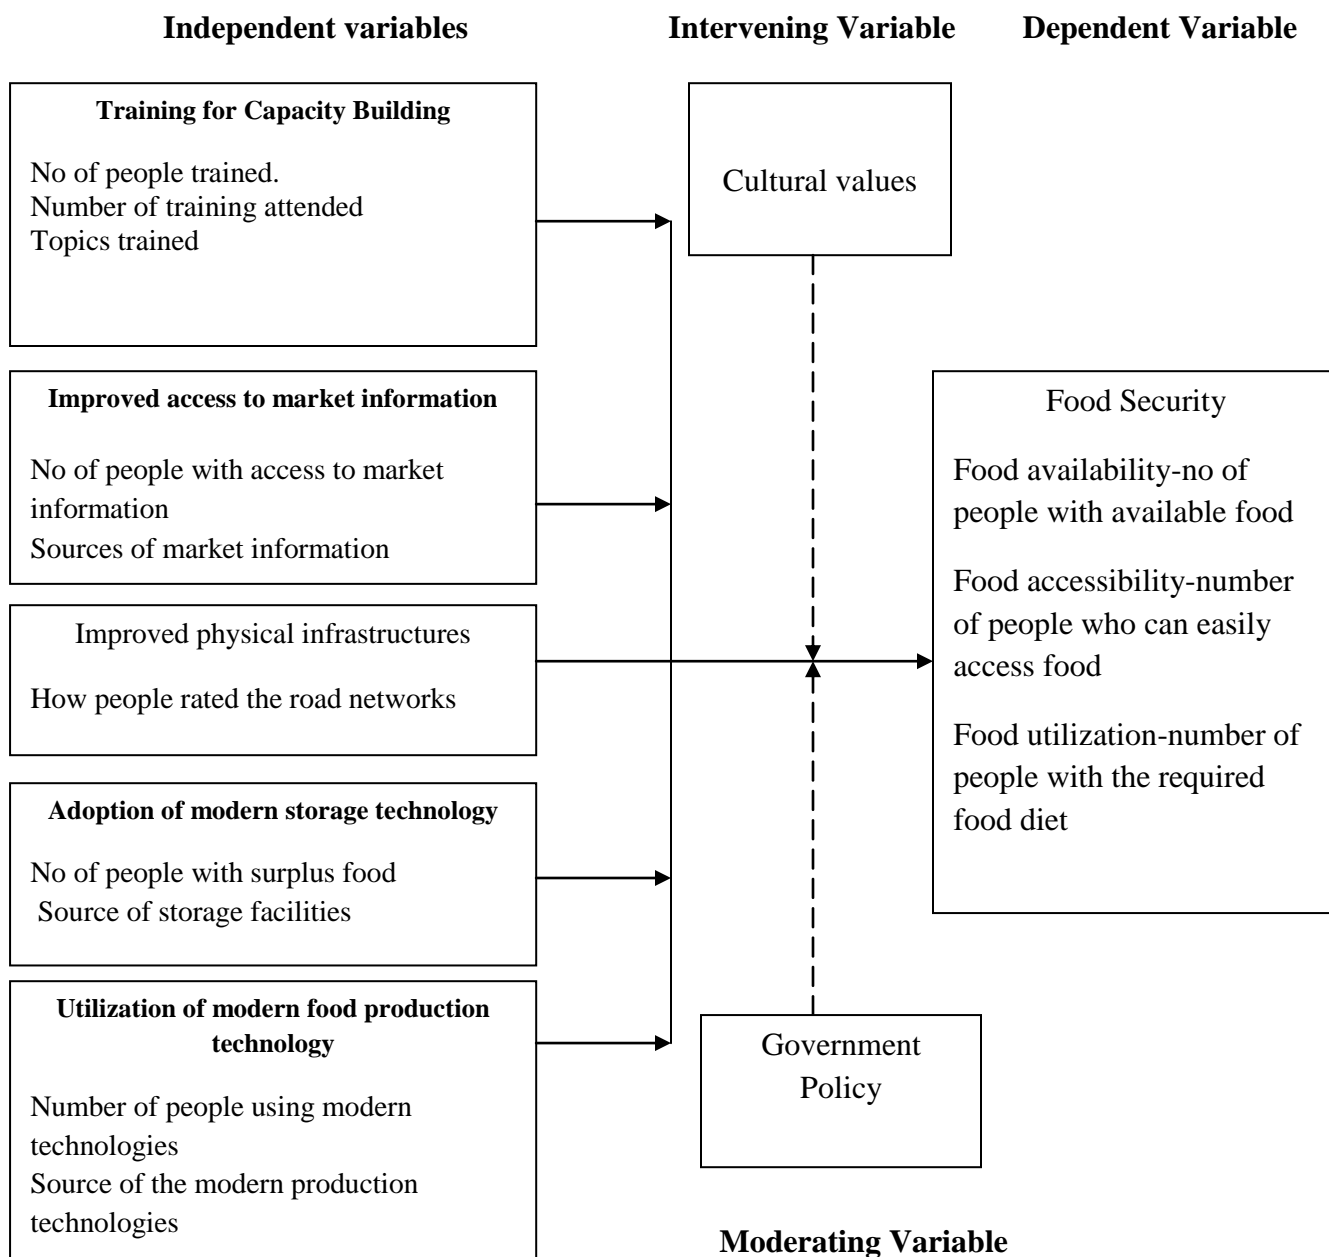 Independent variables
Intervening Variable
Dependent Variable
Training for Capacity Building
No of people trained.
Number of training attended
Topics trained
Cultural values
Improved access to market information
No of people with access to market
information
Sources of market information
Improved physical infrastructures
How people rated the road networks
Adoption of modern storage technology
No of people with surplus food
Source of storage facilities
Utilization of modern food production
technology
Number of people using modern
technologies
Source of the modern production
technologies
Food Security
Food availability-no of
people with available food
Food accessibility-number
of people who can easily
access food
Food utilization-number of
people with the required
food diet
Government
Policy
Moderating Variable